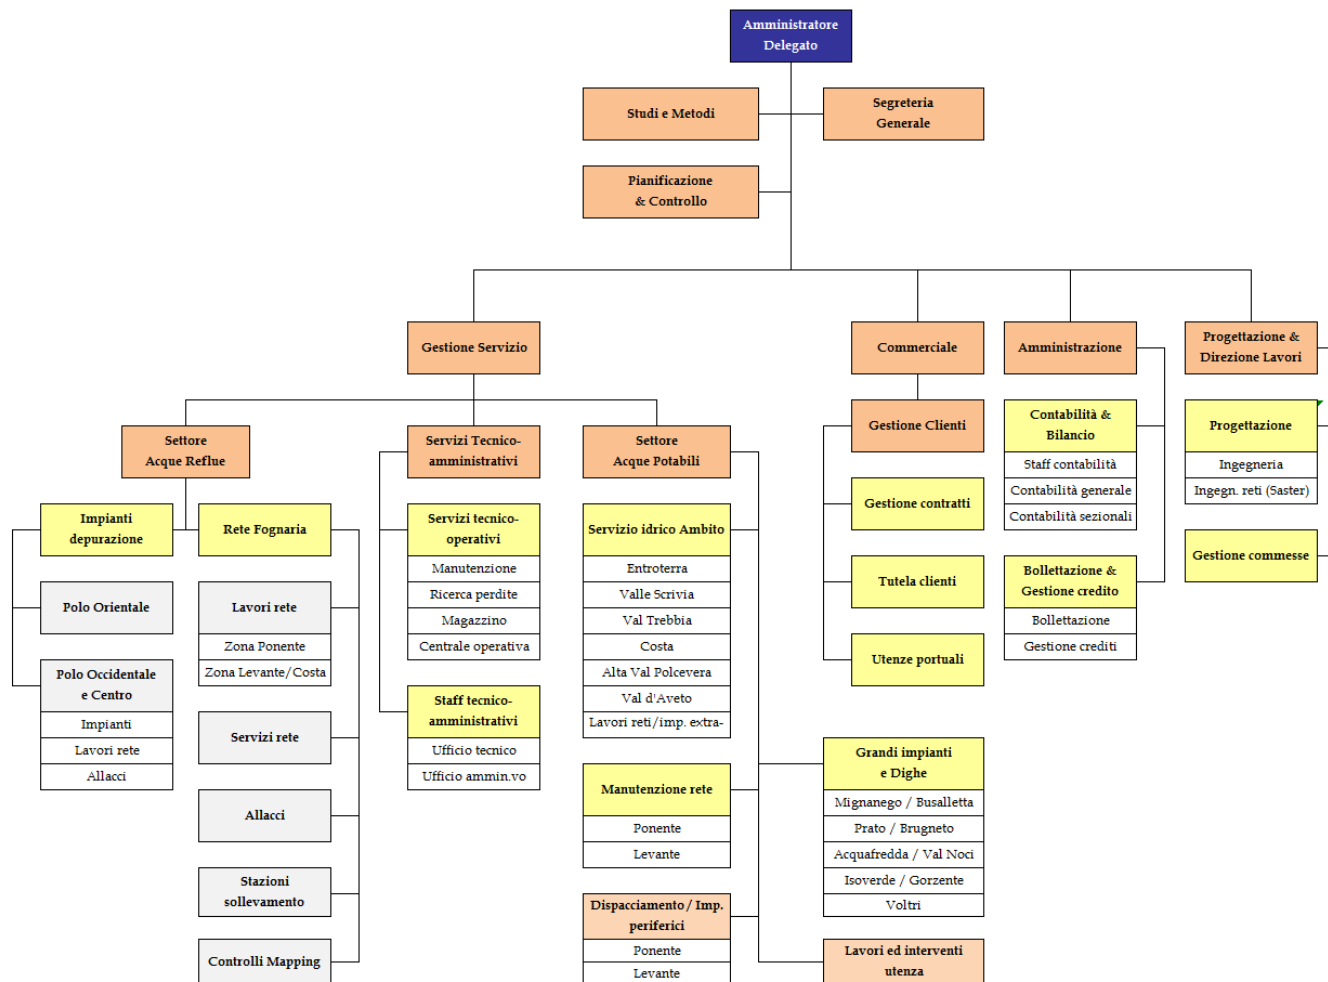 Amministratore
Delegato
Studi e Metodi
Segreteria
Generale
Pianificazione
& Controllo
Gestione Servizio
Commerciale
Amministrazione
Progettazione &
Direzione Lavori
Settore
Acque Reflue
Servizi Tecnico-
amministrativi
Settore
Acque Potabili
Gestione Clienti
Contabilità &
Bilancio
Staff contabilità
Contabilità generale
Contabilità sezionali
Progettazione
Ingegneria
Ingegn. reti (Saster)
Impianti
depurazione
Rete Fognaria
Servizi tecnico-
operativi
Manutenzione
Ricerca perdite
Magazzino
Centrale operativa
Servizio idrico Ambito
Entroterra
Valle Scrivia
Val Trebbia
Costa
Alta Val Polcevera
Val d'Aveto
Lavori reti/imp. extra-
Gestione contratti
Tutela clienti
Utenze portuali
Bollettazione &
Gestione credito
Bollettazione
Gestione crediti
Gestione commesse
Polo Orientale
Lavori rete
Zona Ponente
Zona Levante/Costa
Polo Occidentale
e Centro
Impianti
Lavori rete
Allacci
Servizi rete
Staff tecnico-
amministrativi
Ufficio tecnico
Ufficio ammin.vo
Manutenzione rete
Ponente
Levante
Grandi impianti
e Dighe
Mignanego / Busalletta
Prato / Brugneto
Acquafredda / Val Noci
Isoverde / Gorzente
Voltri
Allacci
Stazioni
sollevamento
Controlli Mapping
Dispacciamento / Imp.
periferici
Ponente
Levante
Lavori ed interventi
utenza